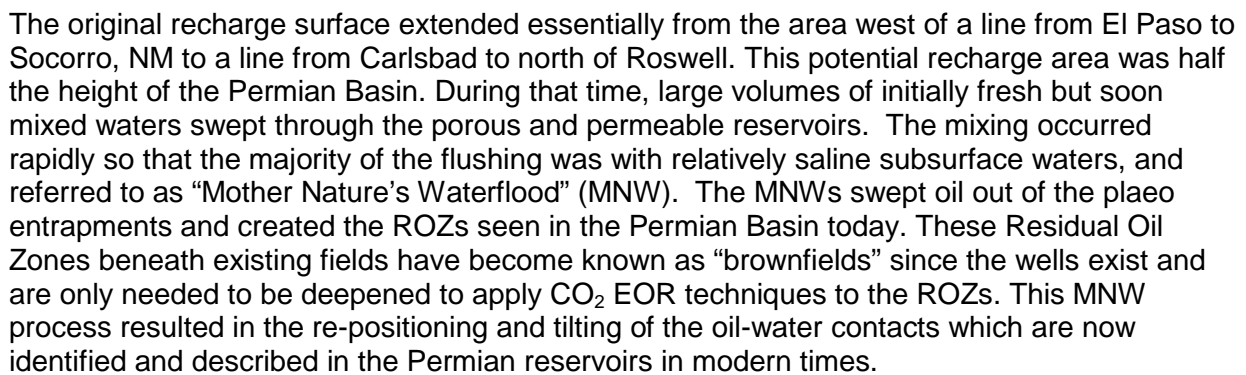 The original recharge surface extended essentially from the area west of a line from El Paso to
Socorro, NM to a line from Carlsbad to north of Roswell. This potential recharge area was half
the height of the Permian Basin. During that time, large volumes of initially fresh but soon
mixed waters swept through the porous and permeable reservoirs.  The mixing occurred
rapidly so that the majority of the flushing was with relatively saline subsurface waters, and
referred to as “Mother Nature’s Waterflood” (MNW).  The MNWs swept oil out of the plaeo
entrapments and created the ROZs seen in the Permian Basin today. These Residual Oil
Zones beneath existing fields have become known as “brownfields” since the wells exist and
are only needed to be deepened to apply CO₂ EOR techniques to the ROZs. This MNW
process resulted in the re-positioning and tilting of the oil-water contacts which are now
identified and described in the Permian reservoirs in modern times.